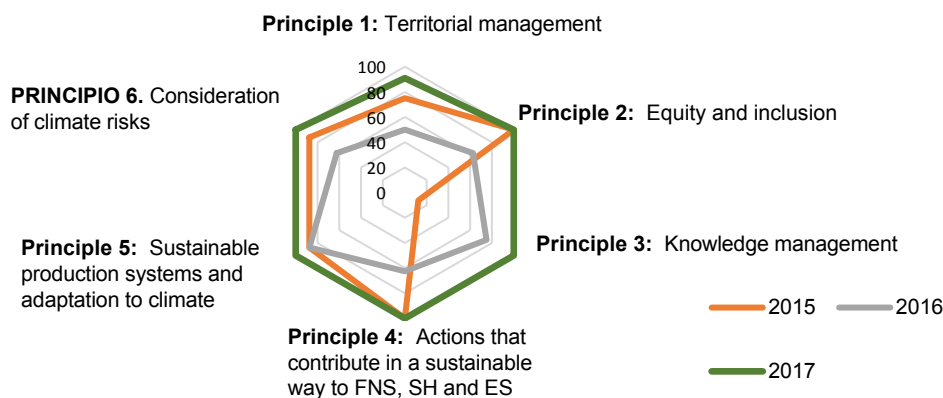 Principle 1: Territorial management
100
80
60
40
20
0
PRINCIPIO 6. Consideration
of climate risks
Principle 2: Equity and inclusion
Principle 5: Sustainable
production systems and
adaptation to climate
Principle 3: Knowledge management
Principle 4: Actions that
contribute in a sustainable
way to FNS, SH and ES
2015
2016
2017